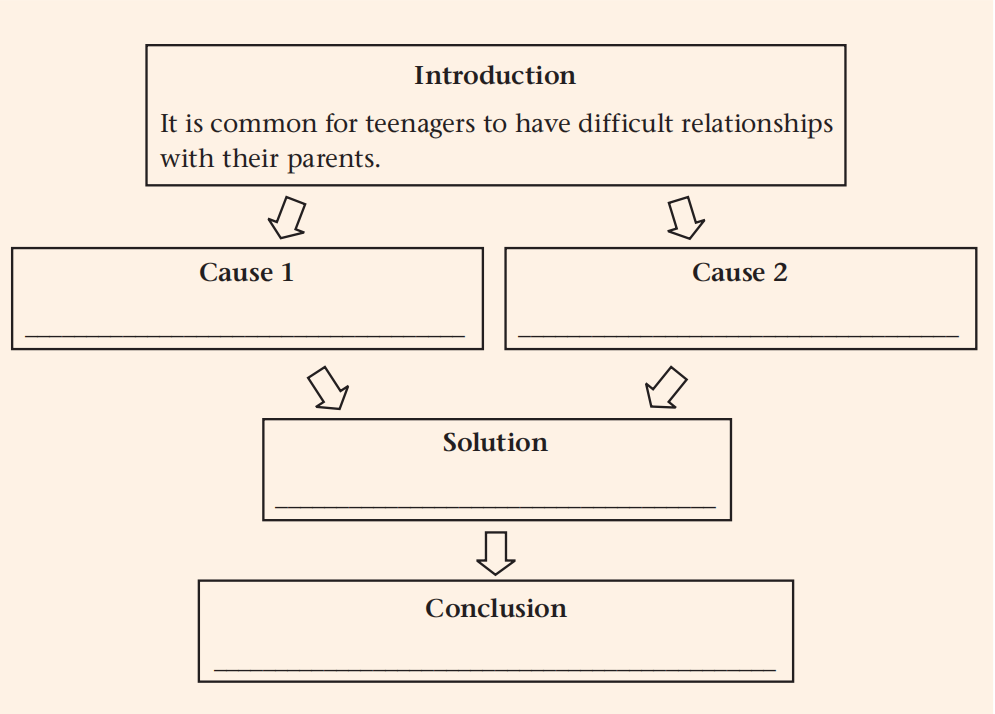 Introduction
It is common for teenagers to have difficult relationships
with their parents.
Cause 1
Cause 2
Solution
Conclusion